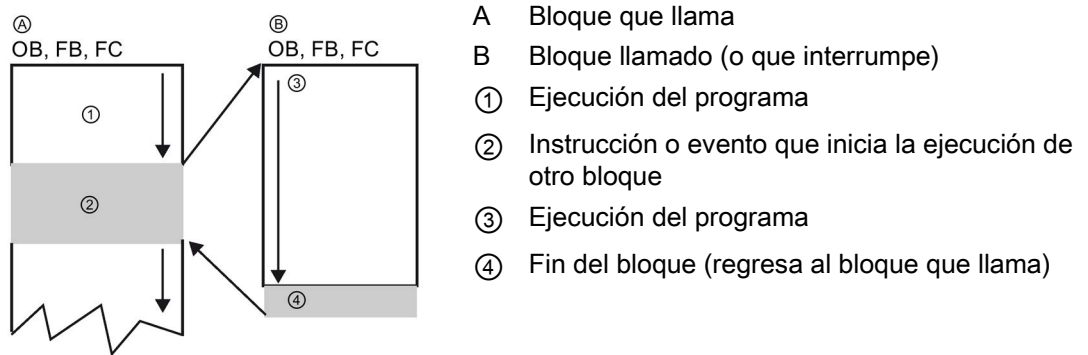 Ⓐ
OB, FB, FC
①
②
Ⓑ
OB, FB, FC
③
④
A Bloque que llama
B Bloque llamado (o que interrumpe)
① Ejecución del programa
② Instrucción o evento que inicia la ejecución de
otro bloque
③ Ejecución del programa
④ Fin del bloque (regresa al bloque que llama)